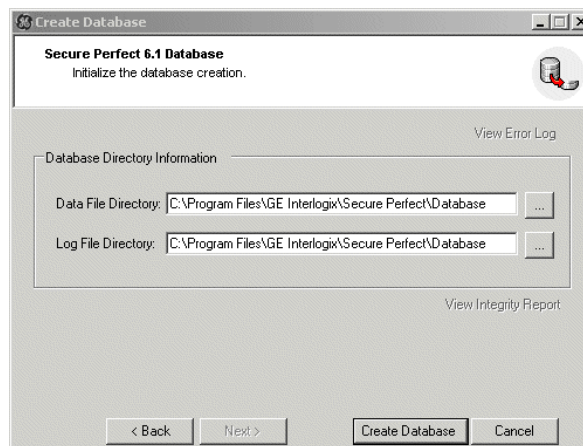 Create Database
Secure Perfect 6.1 Database
Initialize the database creation.
View Error Log
Database Directory Information
Data File Directory: C:\Program Files\GE Interlogix\Secure Perfect\Database ...
Log File Directory: C:\Program Files\GE Interlogix\Secure Perfect\Database ...
View Integrity Report
< Back Next > Create Database Cancel